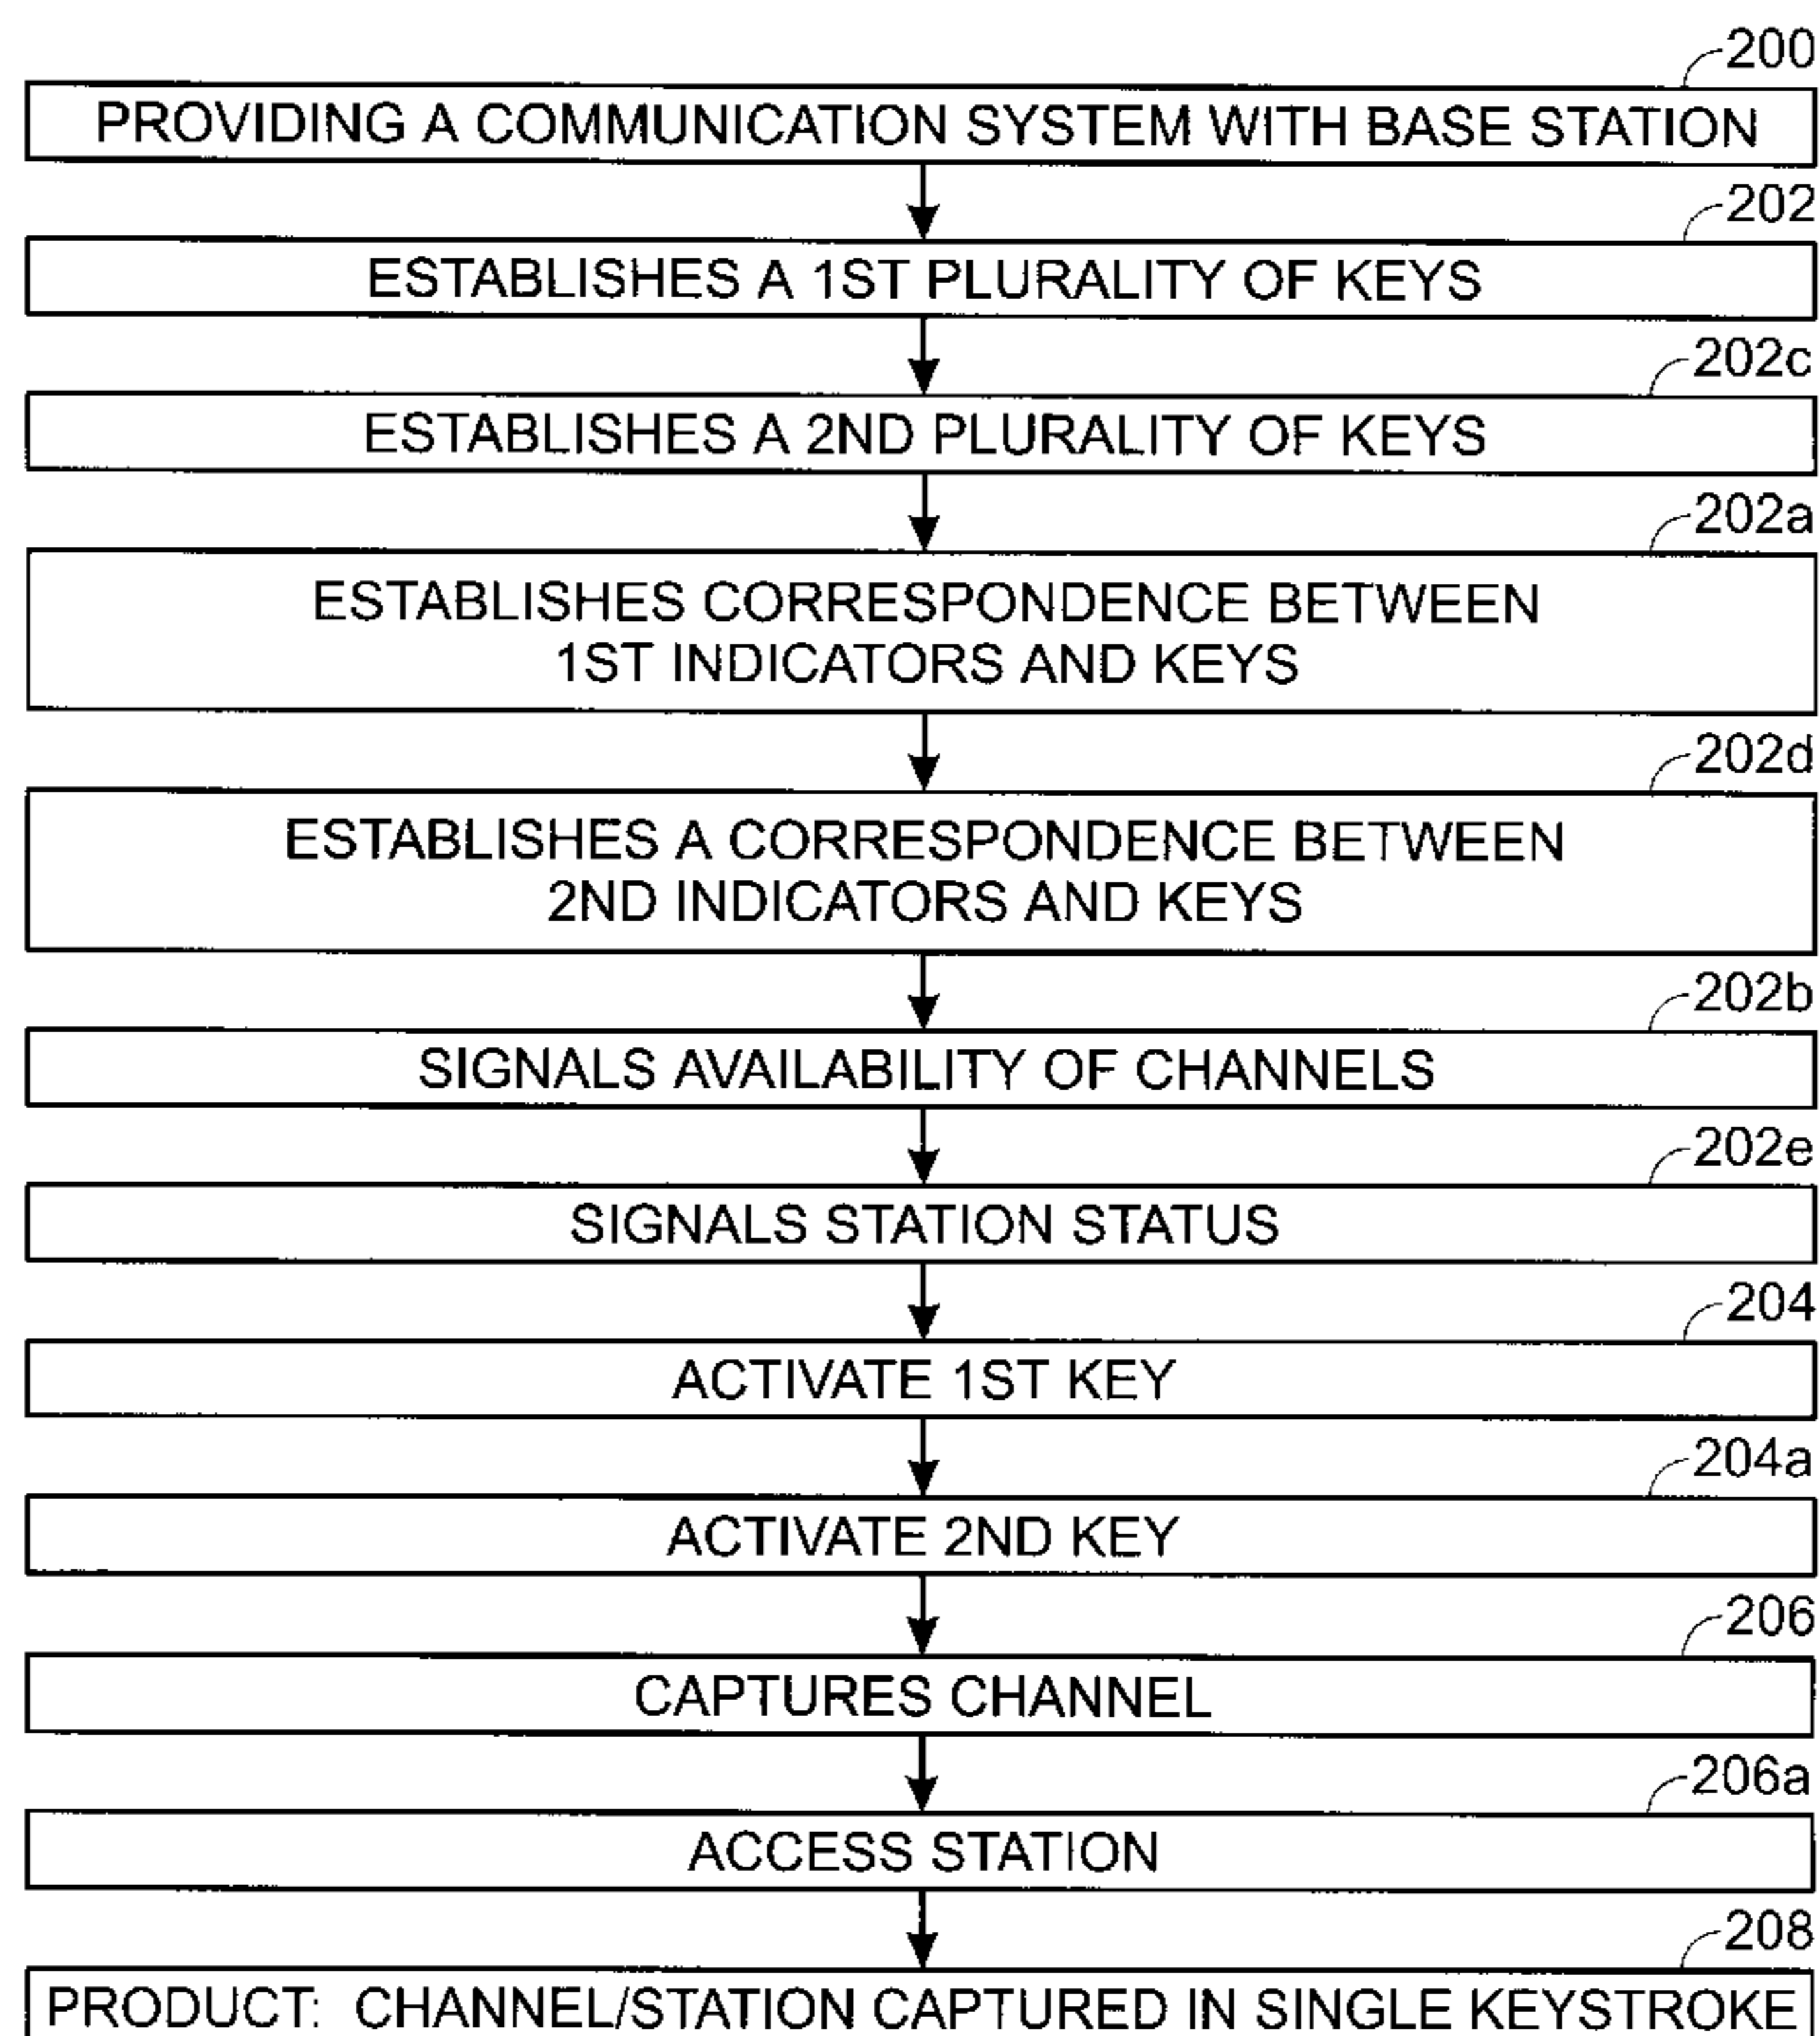 200
PROVIDING A COMMUNICATION SYSTEM WITH BASE STATION
202
ESTABLISHES A 1ST PLURALITY OF KEYS
202c
ESTABLISHES A 2ND PLURALITY OF KEYS
202a
ESTABLISHES CORRESPONDENCE BETWEEN
1ST INDICATORS AND KEYS
202d
ESTABLISHES A CORRESPONDENCE BETWEEN
2ND INDICATORS AND KEYS
202b
SIGNALS AVAILABILITY OF CHANNELS
202e
SIGNALS STATION STATUS
204
ACTIVATE 1ST KEY
204a
ACTIVATE 2ND KEY
206
CAPTURES CHANNEL
206a
ACCESS STATION
208
PRODUCT: CHANNEL/STATION CAPTURED IN SINGLE KEYSTROKE